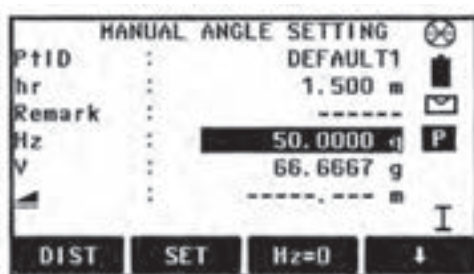 MANUAL ANGLE SETTING
PtID : DEFAULT1
hr : 1.500 m
Remark : ------
Hz : 50.0000 g
V : 66.6667 g
: -----.--- m
P
I
DIST SET Hz=0 ↓